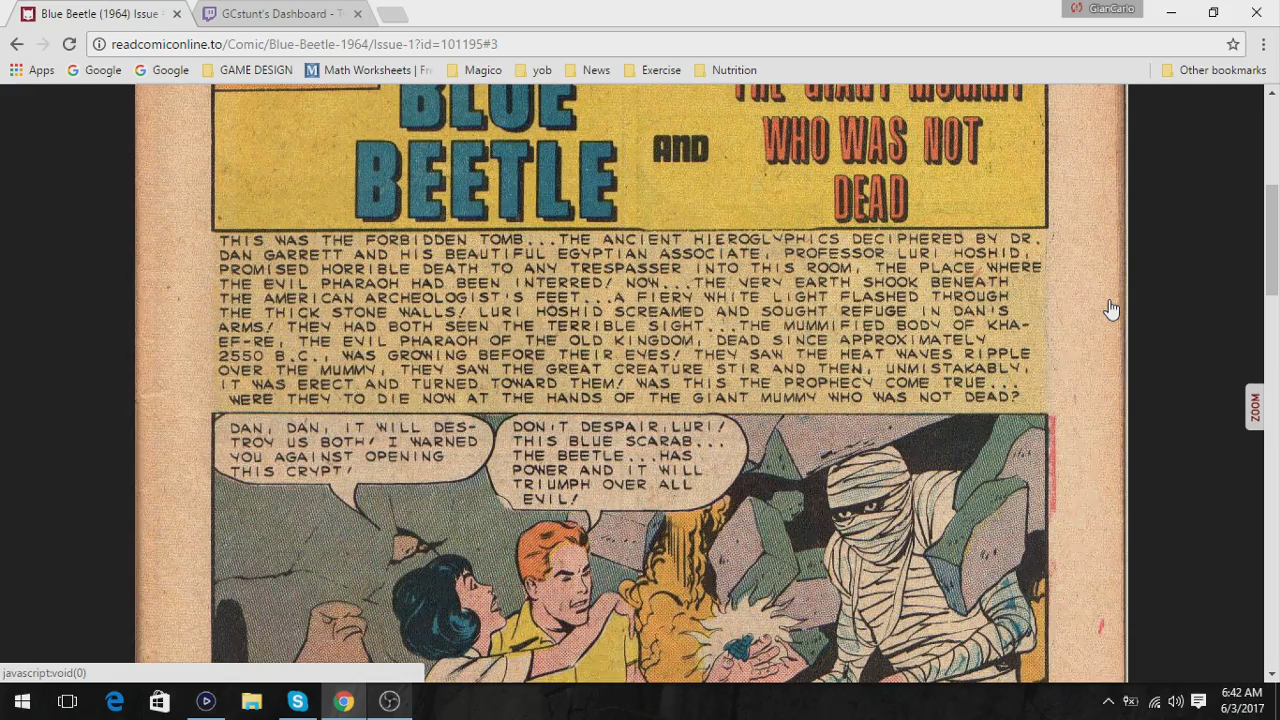 Blue Beetle (1964) Issue
GCstunt's Dashboard - T
GianCarlo
readcomiconline.to/Comic/Blue-Beetle-1964/Issue-1?id=101195#3
Apps Google Google GAME DESIGN Math Worksheets | Fr Magico yob News Exercise Nutrition Other bookmarks
BLUE
BEETLE
AND
THE GIANT MUMMY
WHO WAS NOT
DEAD
THIS WAS THE FORBIDDEN TOMB...THE ANCIENT HIEROGLYPHICS DECIPHERED BY DR.
DAN GARRETT AND HIS BEAUTIFUL EGYPTIAN ASSOCIATE, PROFESSOR LURI HOSHID,
PROMISED HORRIBLE DEATH TO ANY TRESPASSER INTO THIS ROOM, THE PLACE WHERE
THE EVIL PHARAOH HAD BEEN INTERRED! NOW...THE VERY EARTH SHOOK BENEATH
THE AMERICAN ARCHEOLOGIST'S FEET...A FIERY WHITE LIGHT FLASHED THROUGH
THE THICK STONE WALLS! LURI HOSHID SCREAMED AND SOUGHT REFUGE IN DAN'S
ARMS! THEY HAD BOTH SEEN THE TERRIBLE SIGHT...THE MUMMIFIED BODY OF KHA-
EF-RE, THE EVIL PHARAOH OF THE OLD KINGDOM, DEAD SINCE APPROXIMATELY
2550 B.C., WAS GROWING BEFORE THEIR EYES! THEY SAW THE HEAT WAVES RIPPLE
OVER THE MUMMY, THEY SAW THE GREAT CREATURE STIR AND THEN, UNMISTAKABLY,
IT WAS ERECT AND TURNED TOWARD THEM! WAS THIS THE PROPHECY COME TRUE...
WERE THEY TO DIE NOW AT THE HANDS OF THE GIANT MUMMY WHO WAS NOT DEAD?
DAN, DAN, IT WILL DES-
TROY US BOTH! I WARNED
YOU AGAINST OPENING
THIS CRYPT!
DON'T DESPAIR, LURI!
THIS BLUE SCARAB...
THE BEETLE...HAS
POWER AND IT WILL
TRIUMPH OVER ALL
EVIL!
ZOOM
javascript:void(0)
6:42 AM
6/3/2017